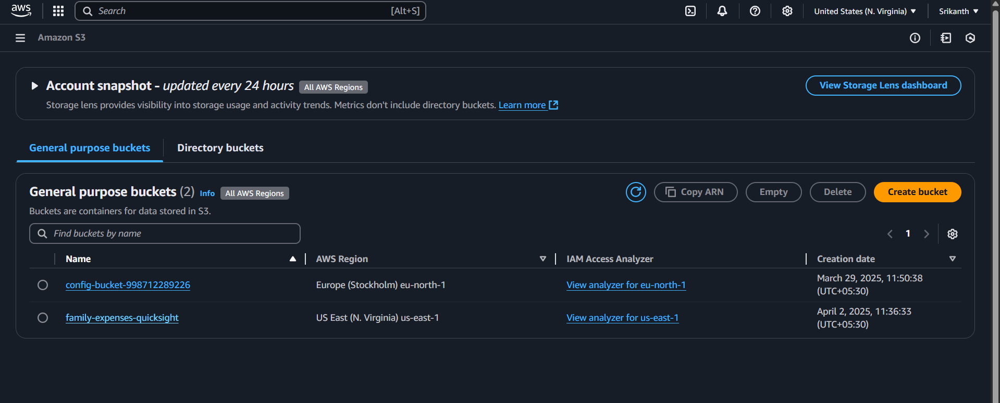 aws
Search [Alt+S]
United States (N. Virginia)
Srikanth
Amazon S3
Account snapshot - updated every 24 hours All AWS Regions
View Storage Lens dashboard
Storage lens provides visibility into storage usage and activity trends. Metrics don't include directory buckets. Learn more
General purpose buckets
Directory buckets
General purpose buckets (2) Info All AWS Regions
Copy ARN
Empty
Delete
Create bucket
Buckets are containers for data stored in S3.
Find buckets by name
1
Name
AWS Region
IAM Access Analyzer
Creation date
config-bucket-998712289226
Europe (Stockholm) eu-north-1
View analyzer for eu-north-1
March 29, 2025, 11:50:38
(UTC+05:30)
family-expenses-quicksight
US East (N. Virginia) us-east-1
View analyzer for us-east-1
April 2, 2025, 11:36:33
(UTC+05:30)